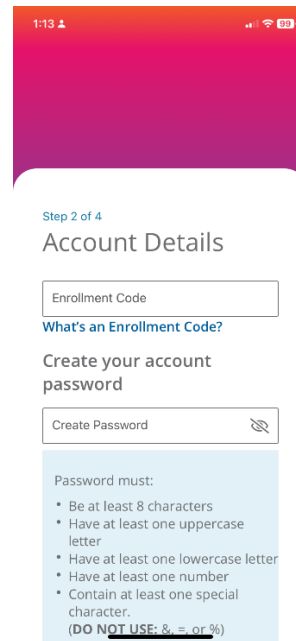 1:13
99
Step 2 of 4
Account Details
Enrollment Code
What's an Enrollment Code?
Create your account
password
Create Password
Password must:
• Be at least 8 characters
• Have at least one uppercase
letter
• Have at least one lowercase letter
• Have at least one number
• Contain at least one special
character.
(DO NOT USE: &, =, or %)